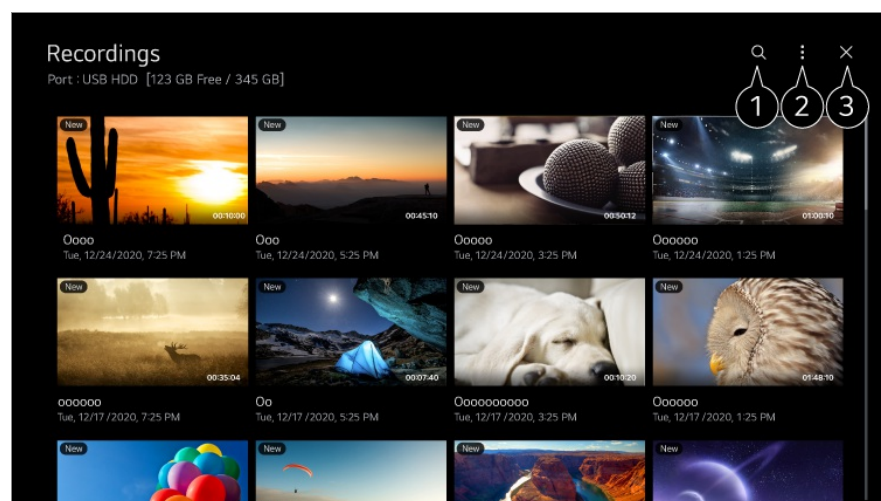 Recordings
Port : USB HDD [123 GB Free / 345 GB]
1 2 3
New New New New
00:10:00 00:45:10 00:50:12 01:00:10
Oooo Ooo Ooooo Oooooo
Tue, 12/24/2020, 7:25 PM Tue, 12/24/2020, 5:25 PM Tue, 12/24/2020, 3:25 PM Tue, 12/24/2020, 1:25 PM
New New New New
00:35:04 00:07:40 00:10:20 01:48:10
oooooo Oo Oooooooooo Oooooo
Tue, 12/17/2020, 7:25 PM Tue, 12/17/2020, 5:25 PM Tue, 12/17/2020, 3:25 PM Tue, 12/17/2020, 1:25 PM
New New New New